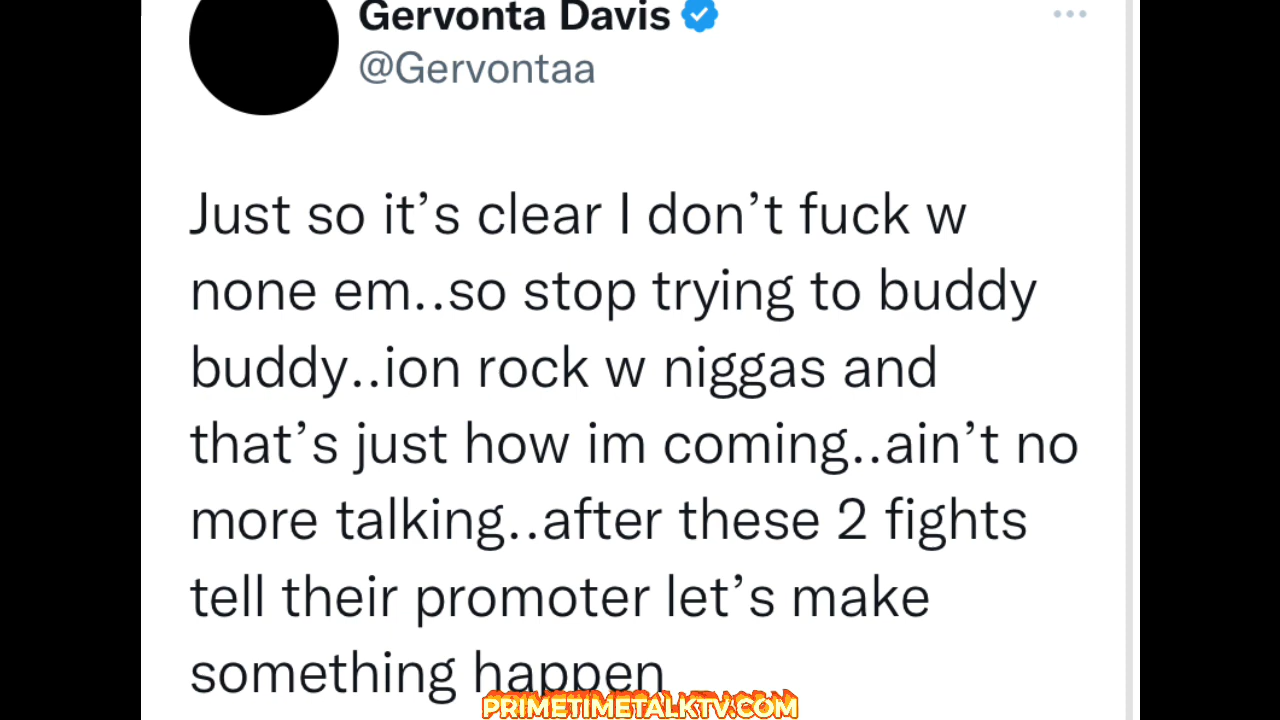 Gervonta Davis
@Gervontaa
Just so it’s clear I don’t fuck w
none em..so stop trying to buddy
buddy..ion rock w niggas and
that’s just how im coming..ain’t no
more talking..after these 2 fights
tell their promoter let’s make
something happen
PRIMETIMETALKTV.COM